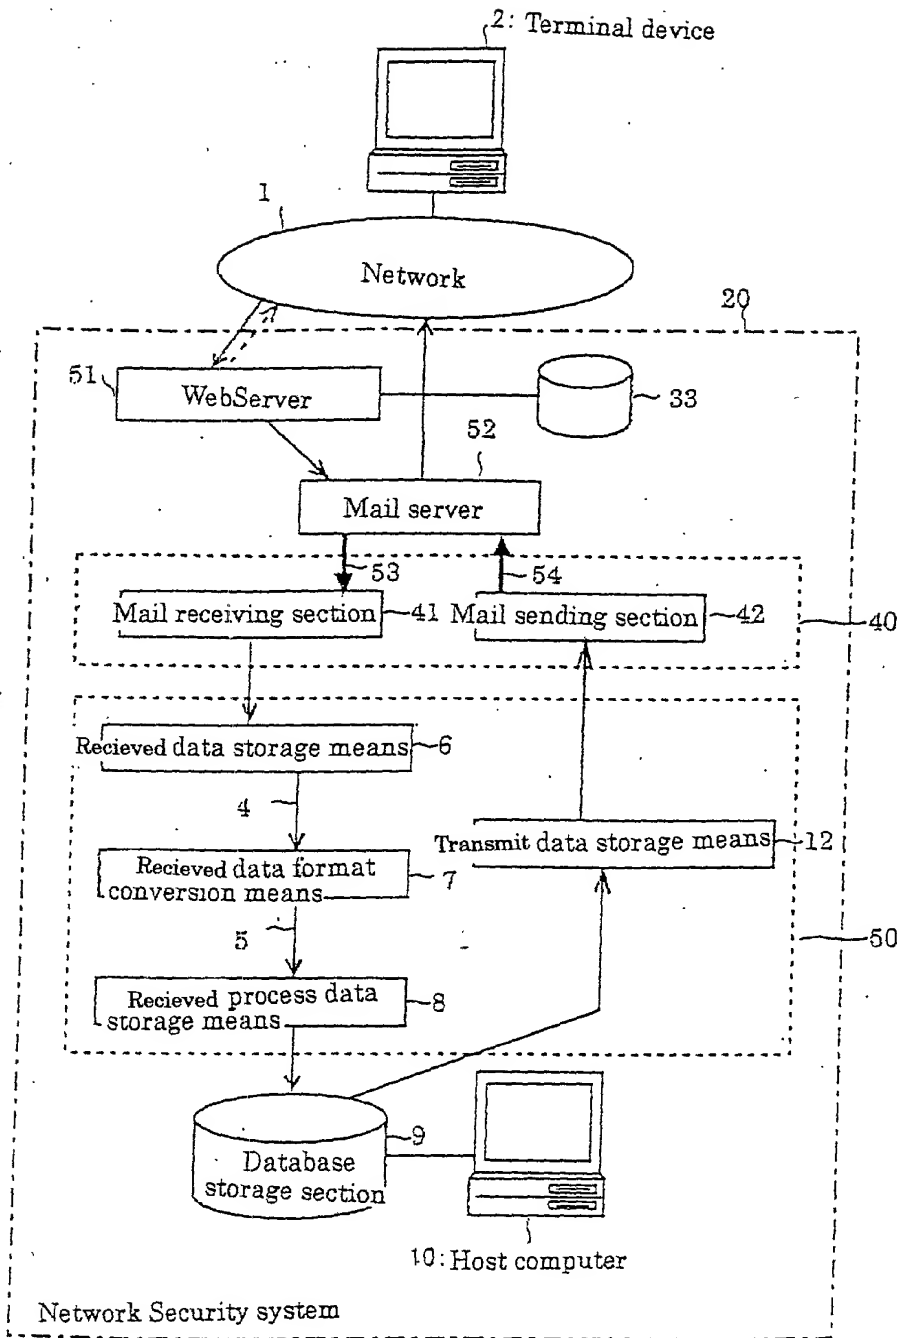 2: Terminal device
1
Network
20
51
WebServer
33
52
Mail server
53
54
Mail receiving section
41
Mail sending section
42
40
Recieved data storage means
6
4
Transmit data storage means
12
Recieved data format
conversion means
7
5
50
Recieved process data
storage means
8
9
Database
storage section
10: Host computer
Network Security system